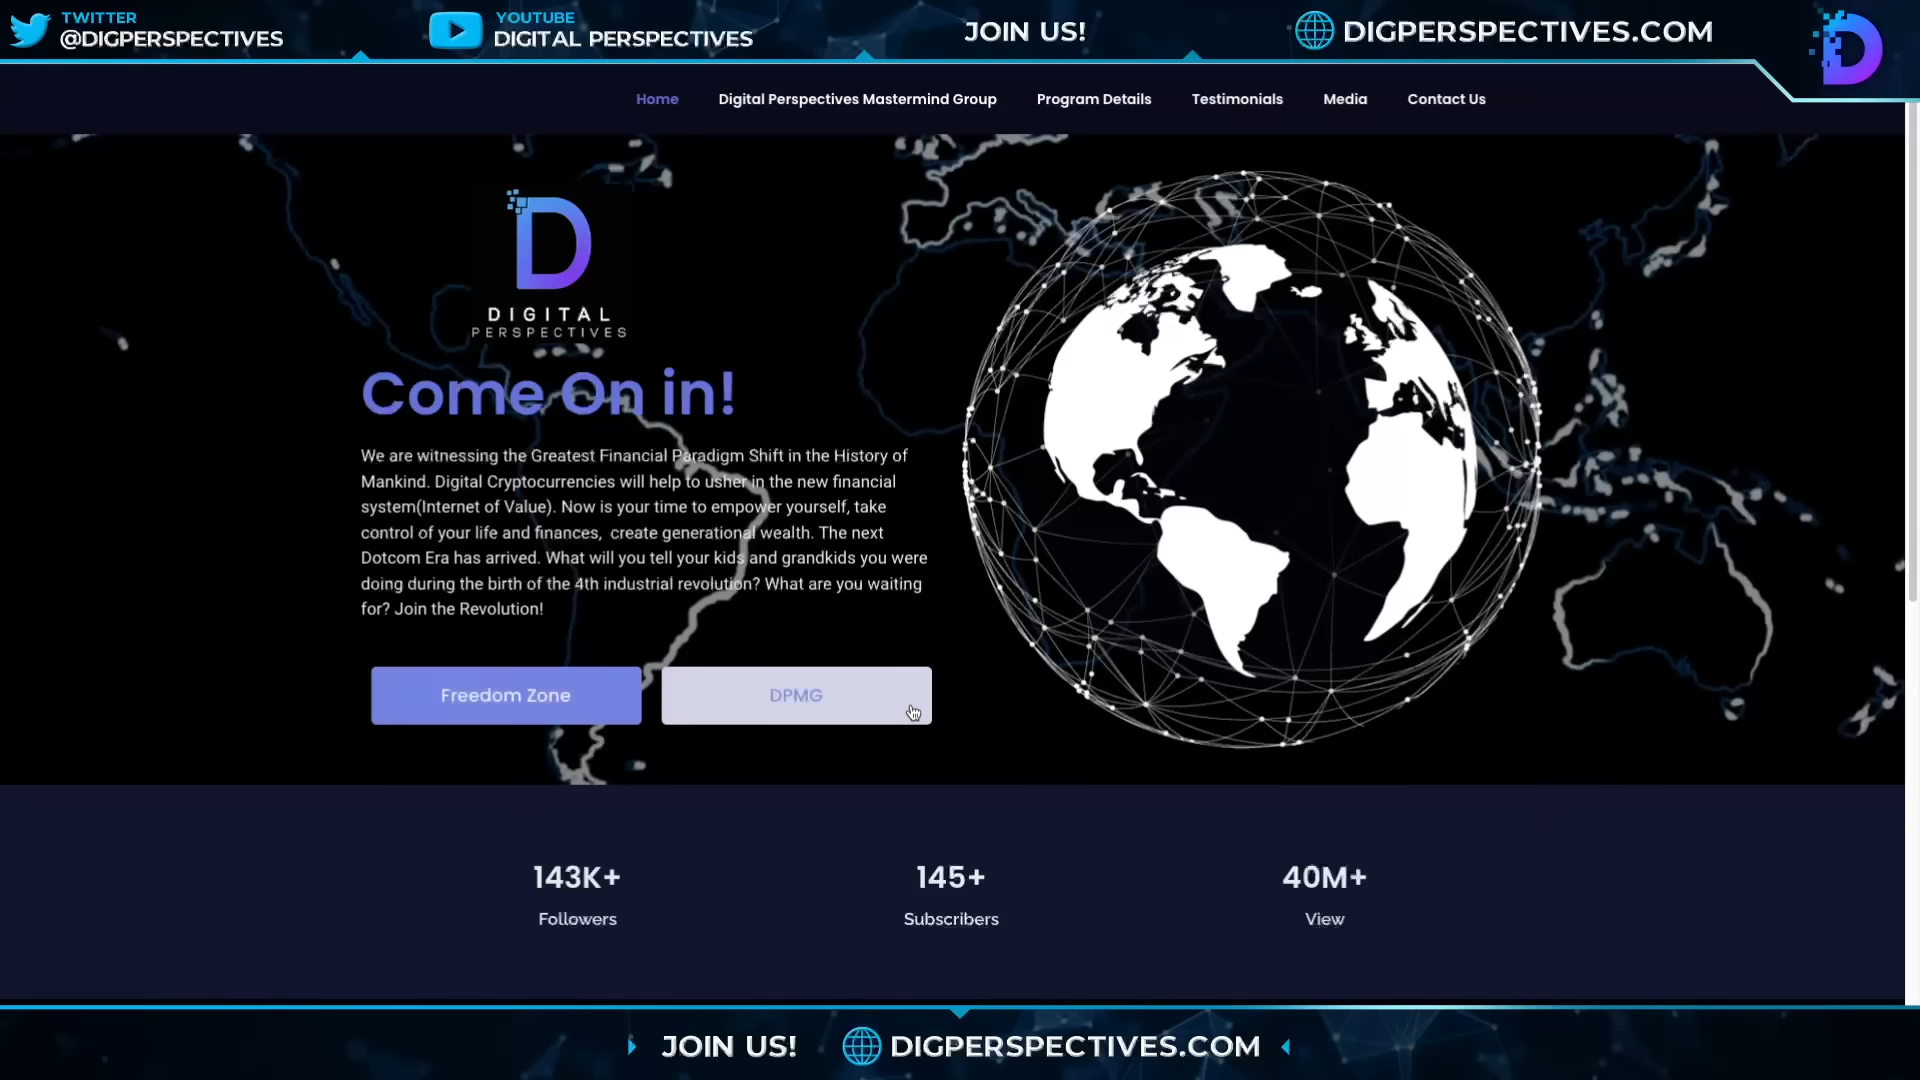 TWITTER
@DIGPERSPECTIVES
YOUTUBE
DIGITAL PERSPECTIVES
JOIN US!
DIGPERSPECTIVES.COM
Home
Digital Perspectives Mastermind Group
Program Details
Testimonials
Media
Contact Us
D
DIGITAL
PERSPECTIVES
Come On in!
We are witnessing the Greatest Financial Paradigm Shift in the History of
Mankind. Digital Cryptocurrencies will help to usher in the new financial
system(Internet of Value). Now is your time to empower yourself, take
control of your life and finances,  create generational wealth. The next
Dotcom Era has arrived. What will you tell your kids and grandkids you were
doing during the birth of the 4th industrial revolution? What are you waiting
for? Join the Revolution!
Freedom Zone
DPMG
143K+
Followers
145+
Subscribers
40M+
View
JOIN US!
DIGPERSPECTIVES.COM